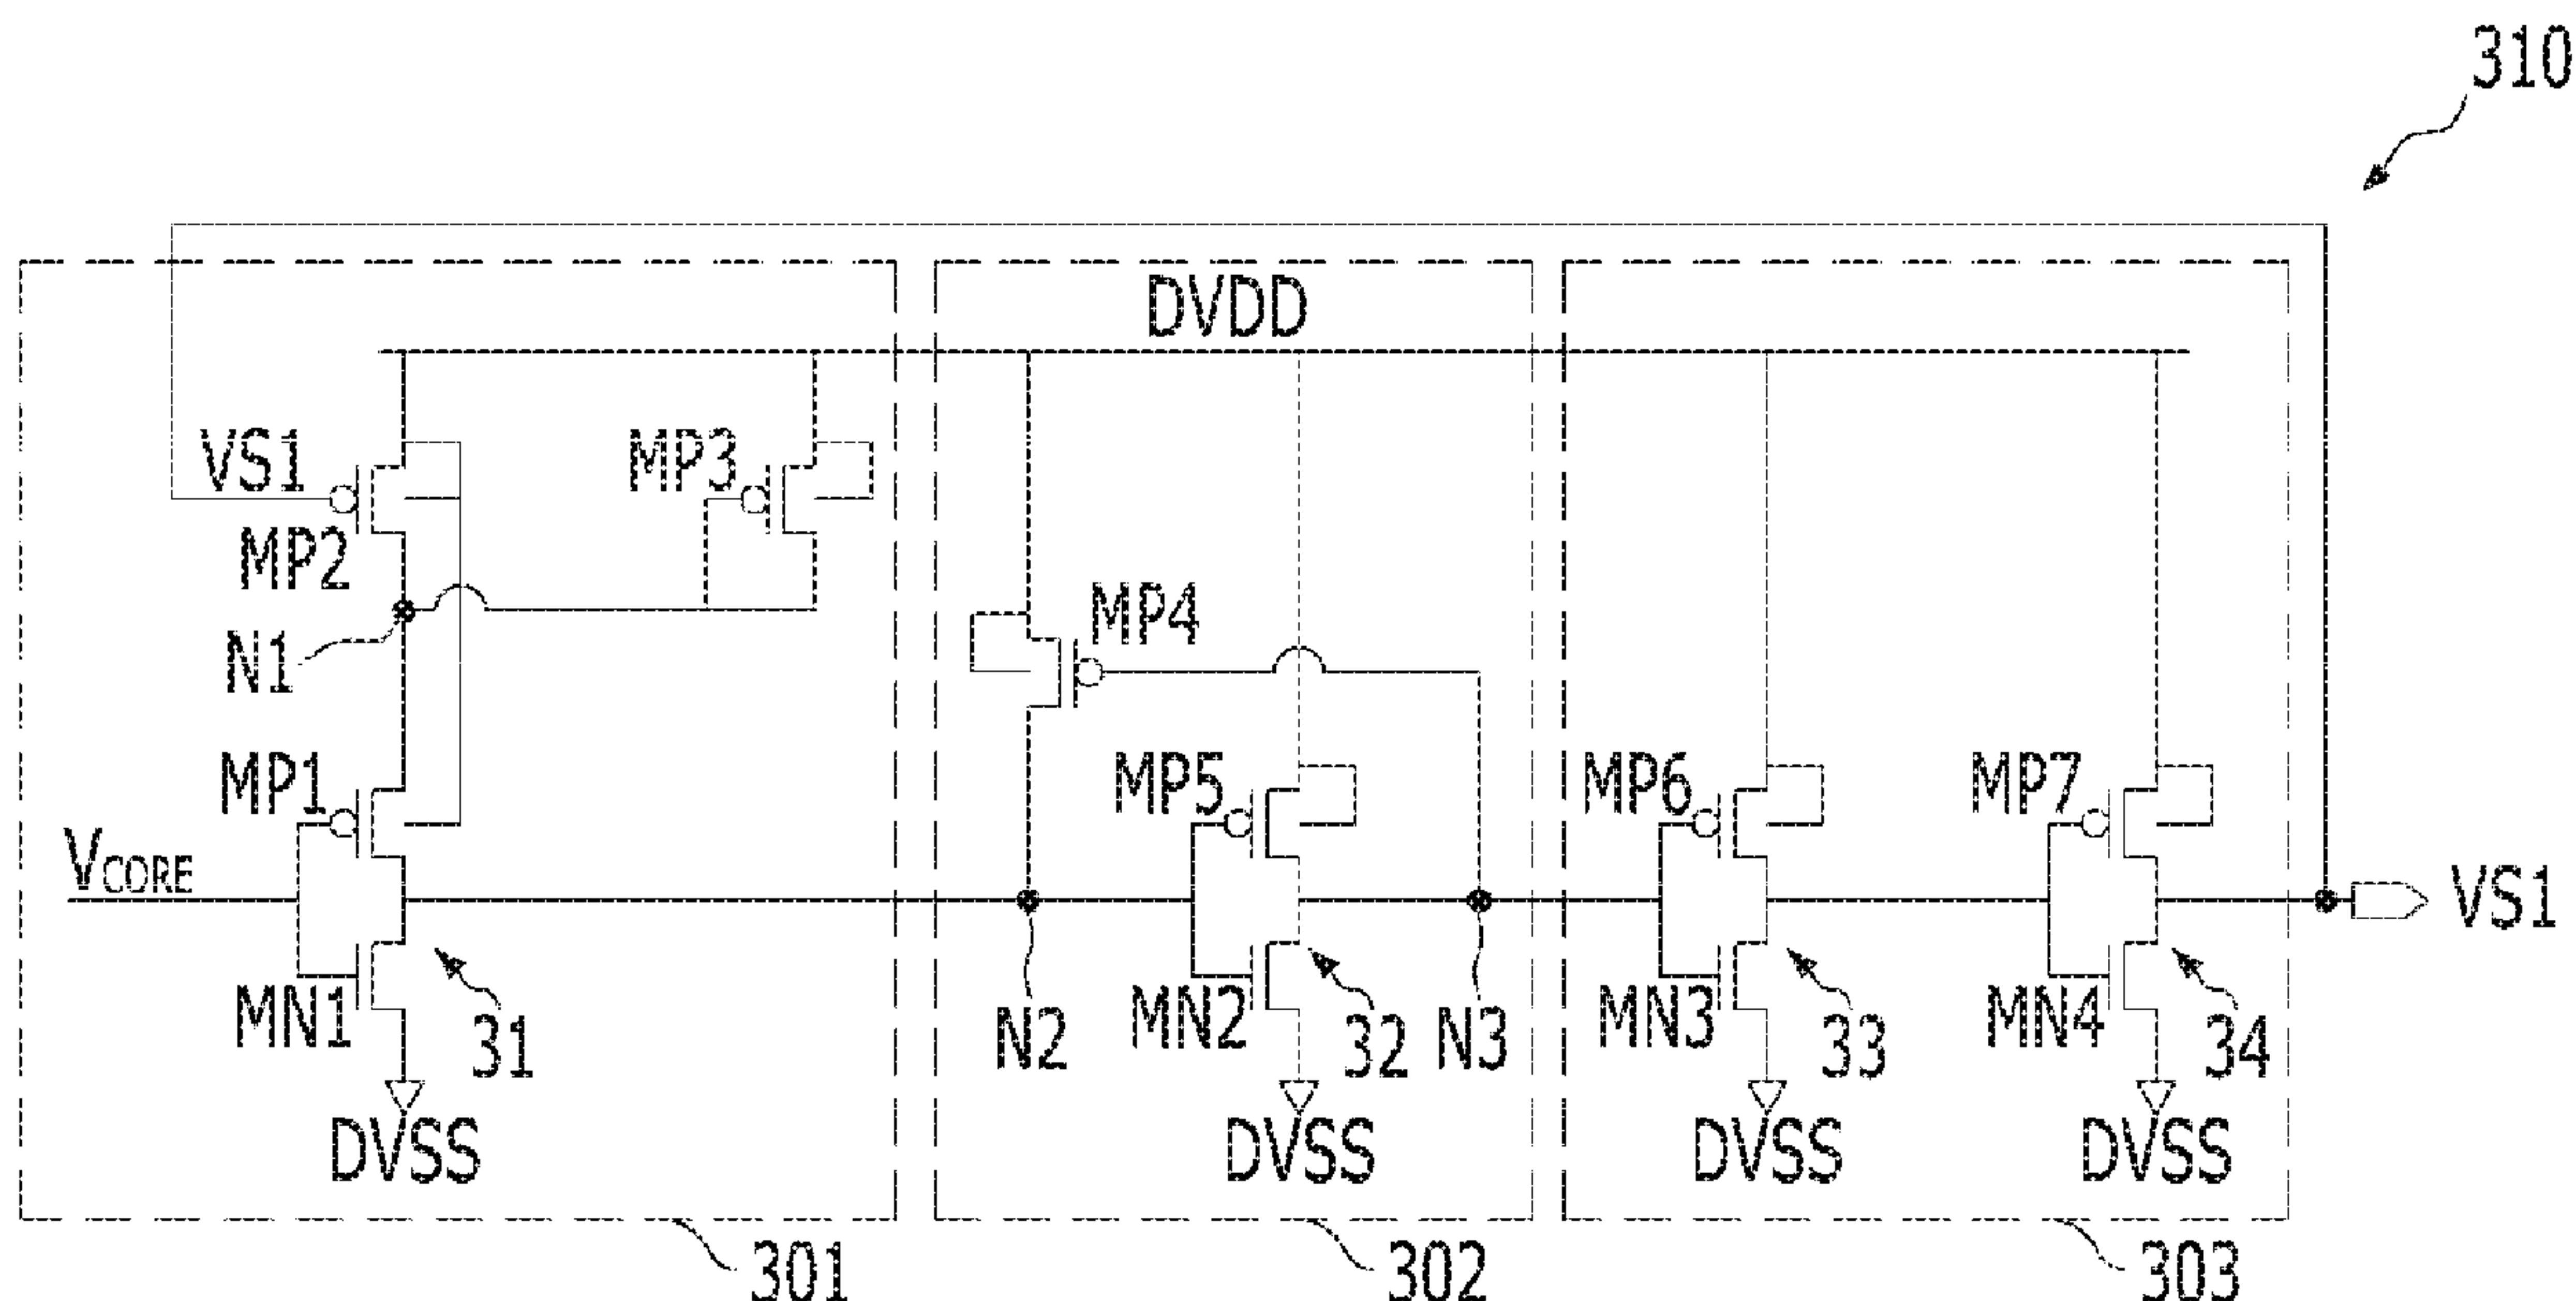 310
DVDD
VS1
MP3
MP2
MP4
N1
MP1
MP5
MP6
MP7
VCORE
VS1
MN1
31
N2
MN2
32
N3
MN3
33
MN4
34
DVSS
DVSS
DVSS
DVSS
301
302
303